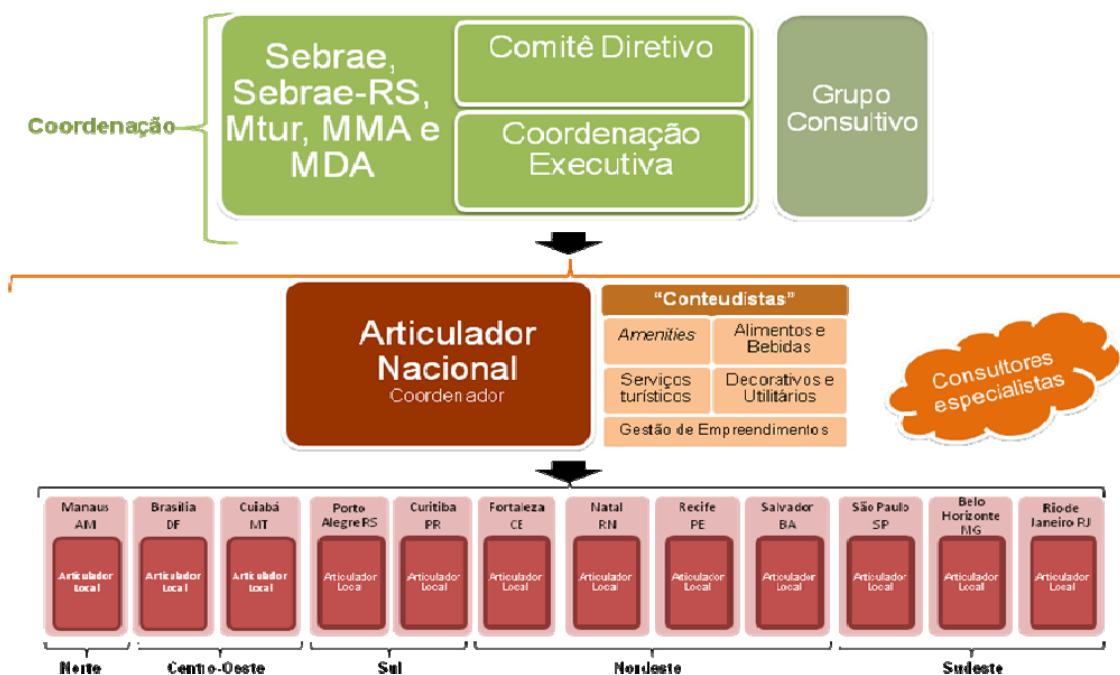 Coordenação
Sebrae,
Sebrae-RS,
Mtur, MMA e
MDA
Comitê Diretivo
Coordenação
Executiva
Grupo
Consultivo
Articulador
Nacional
Coordenador
“Conteudistas”
Amenities
Alimentos e
Bebidas
Serviços
turísticos
Decorativos e
Utilitários
Gestão de Empreendimentos
Consultores
especialistas
Manaus
AM
Articulador
Local
Brasília
DF
Articulador
Local
Cuiabá
MT
Articulador
Local
Porto
Alegre RS
Articulador
Local
Curitiba
PR
Articulador
Local
Fortaleza
CE
Articulador
Local
Natal
RN
Articulador
Local
Recife
PE
Articulador
Local
Salvador
BA
Articulador
Local
São Paulo
SP
Articulador
Local
Belo
Horizonte
MG
Articulador
Local
Rio de
Janeiro RJ
Articulador
Local
Norte
Centro-Oeste
Sul
Nordeste
Sudeste